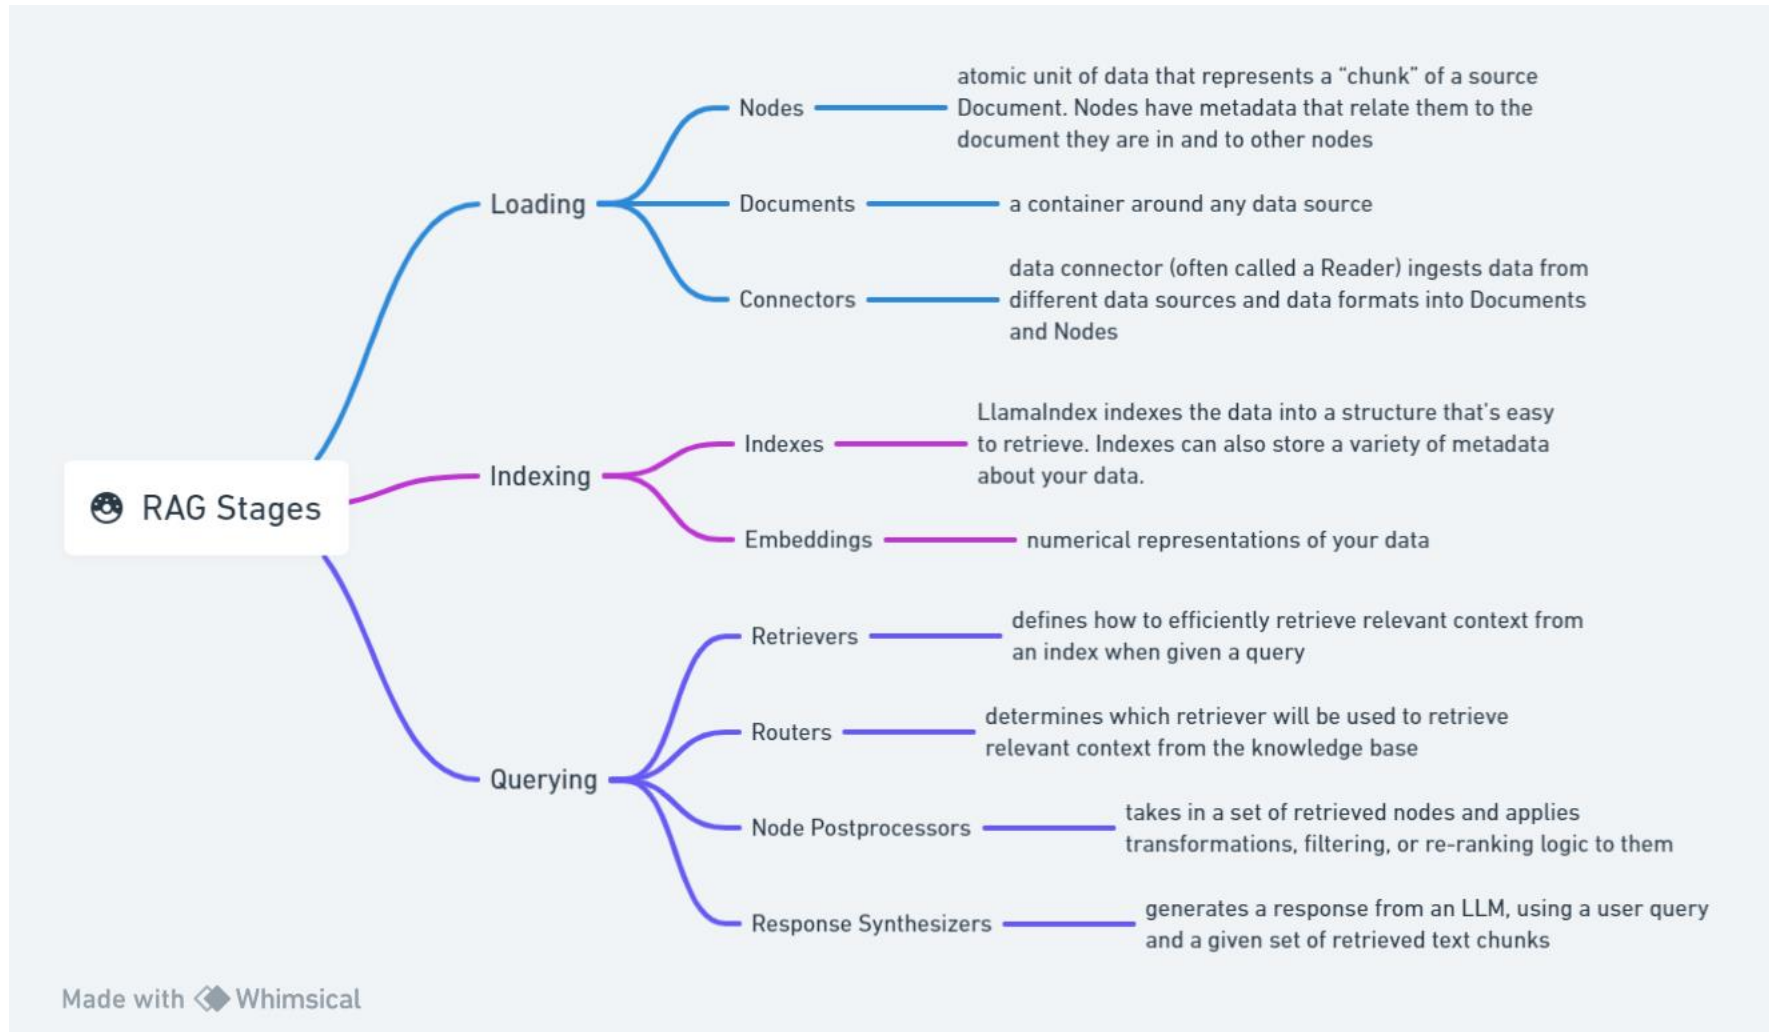 RAG Stages
Loading
Nodes
atomic unit of data that represents a “chunk” of a source
Document. Nodes have metadata that relate them to the
document they are in and to other nodes
Documents
a container around any data source
Connectors
data connector (often called a Reader) ingests data from
different data sources and data formats into Documents
and Nodes
Indexing
Indexes
LlamaIndex indexes the data into a structure that's easy
to retrieve. Indexes can also store a variety of metadata
about your data.
Embeddings
numerical representations of your data
Querying
Retrievers
defines how to efficiently retrieve relevant context from
an index when given a query
Routers
determines which retriever will be used to retrieve
relevant context from the knowledge base
Node Postprocessors
takes in a set of retrieved nodes and applies
transformations, filtering, or re-ranking logic to them
Response Synthesizers
generates a response from an LLM, using a user query
and a given set of retrieved text chunks
Made with Whimsical